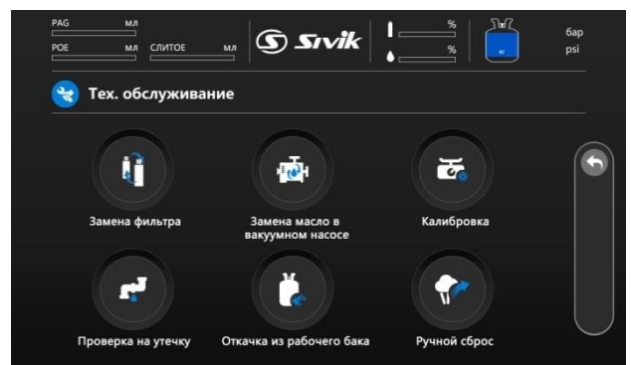 PAG мл
POE мл СЛИТОЕ мл
Sivik
%
%
кг
бар
psi
Тех. обслуживание
Замена фильтра
Замена масло в
вакуумном насосе
Калибровка
Проверка на утечку
Откачка из рабочего бака
Ручной сброс